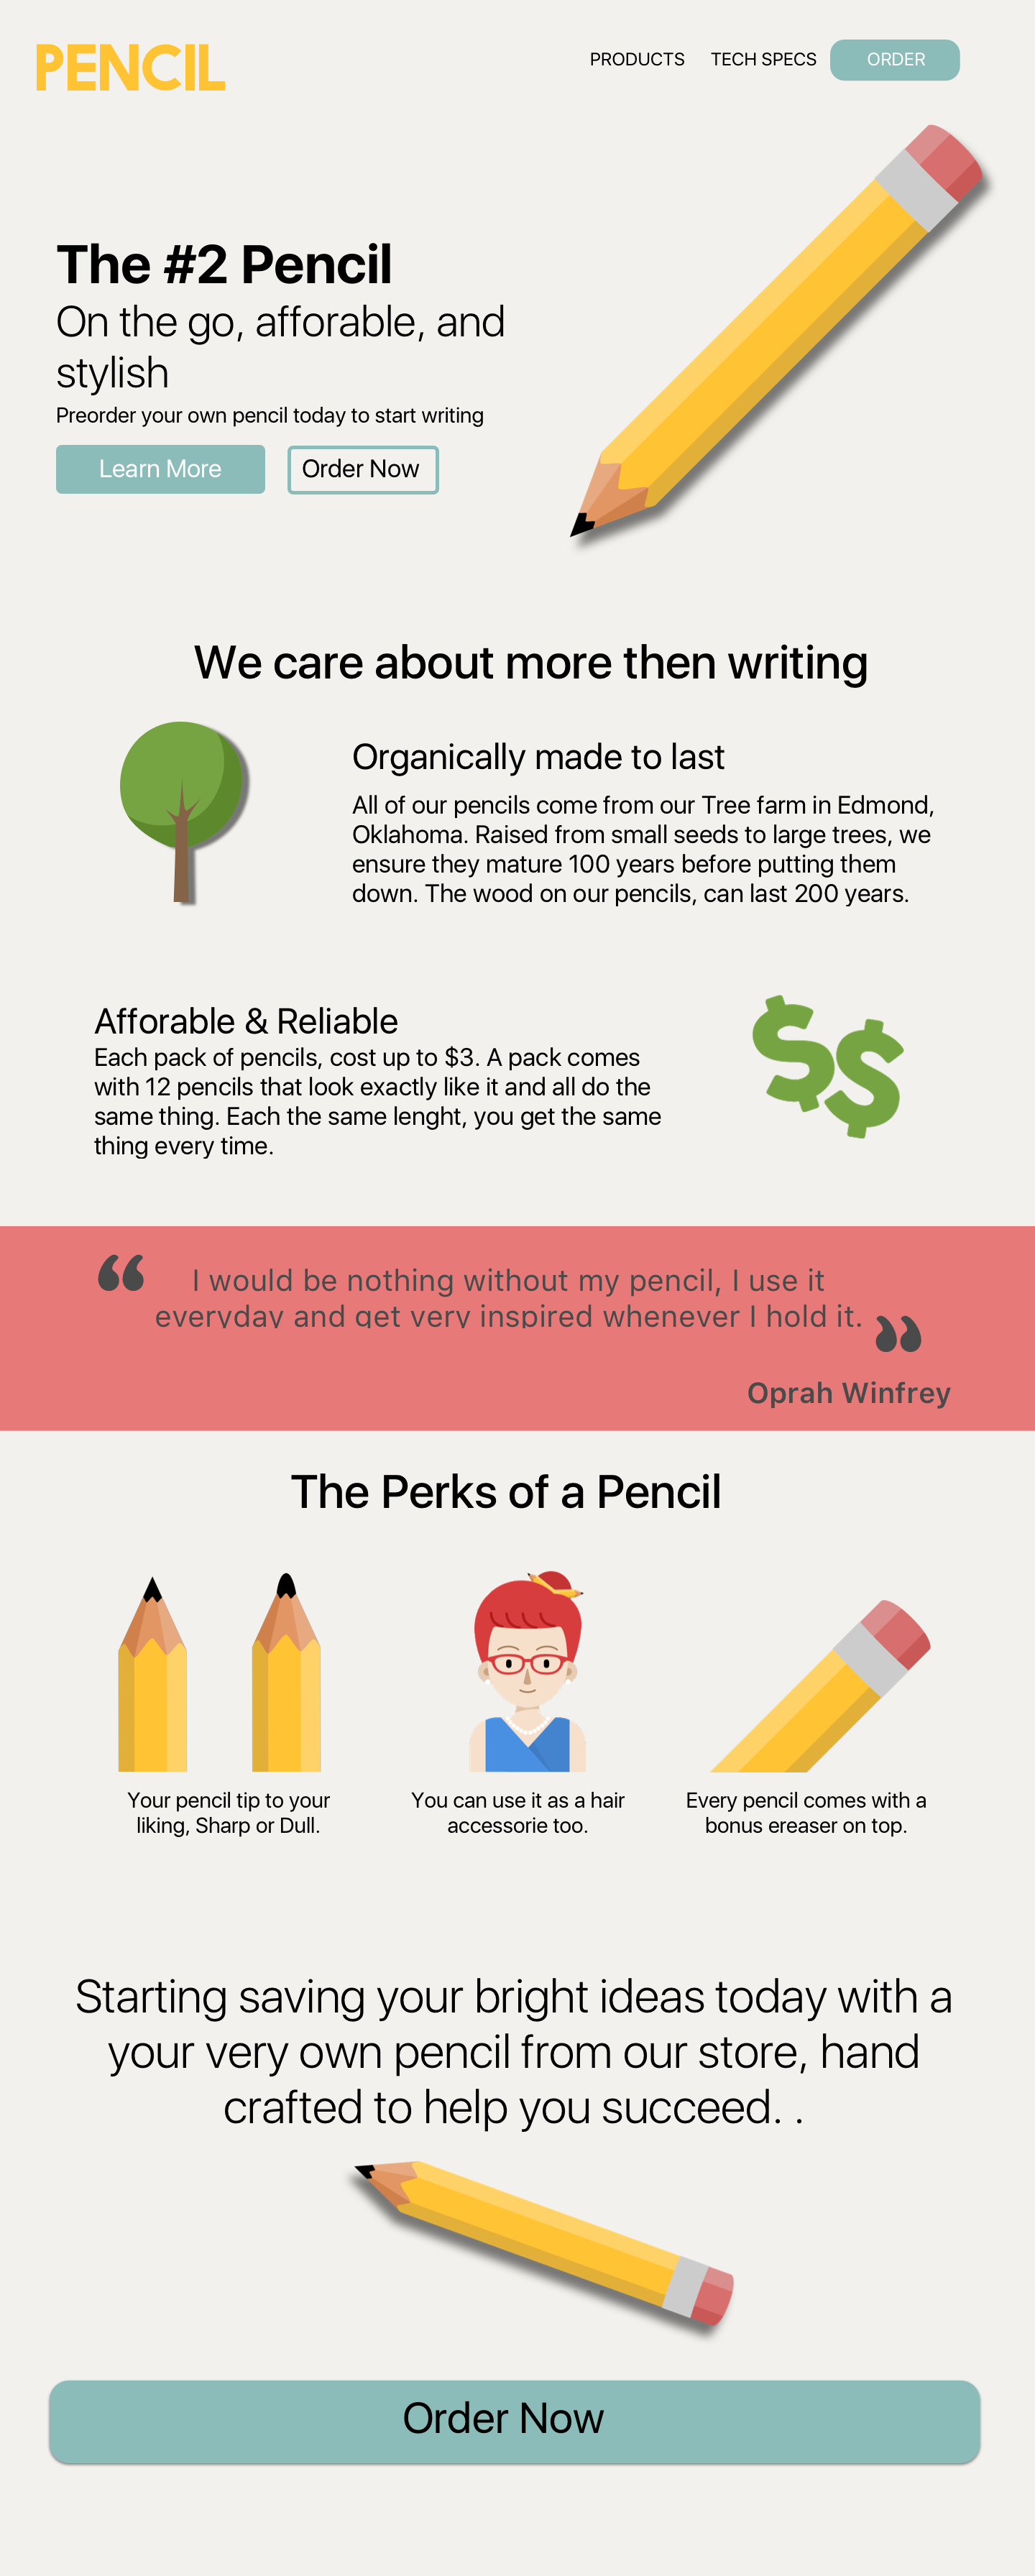 PENCIL
PRODUCTS TECH SPECS ORDER
The #2 Pencil
On the go, afforable, and
stylish
Preorder your own pencil today to start writing
Learn More Order Now
We care about more then writing
Organically made to last
All of our pencils come from our Tree farm in Edmond,
Oklahoma. Raised from small seeds to large trees, we
ensure they mature 100 years before putting them
down. The wood on our pencils, can last 200 years.
Afforable & Reliable
Each pack of pencils, cost up to $3. A pack comes
with 12 pencils that look exactly like it and all do the
same thing. Each the same lenght, you get the same
thing every time.
$$
“ I would be nothing without my pencil, I use it
everyday and get very inspired whenever I hold it. ”
Oprah Winfrey
The Perks of a Pencil
Your pencil tip to your
liking, Sharp or Dull.
You can use it as a hair
accessorie too.
Every pencil comes with a
bonus ereaser on top.
Starting saving your bright ideas today with a
your very own pencil from our store, hand
crafted to help you succeed. .
Order Now